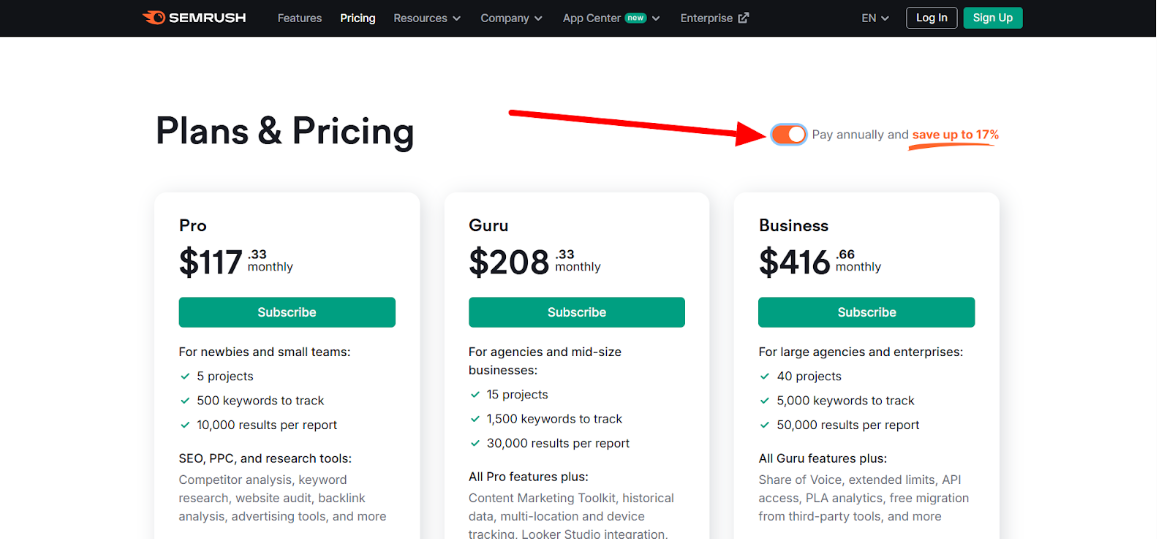 SEMRUSH Features Pricing Resources Company App Center new Enterprise EN Log In Sign Up
Plans & Pricing
Pay annually and save up to 17%
Pro
$117.33 monthly
Subscribe
For newbies and small teams:
5 projects
500 keywords to track
10,000 results per report
SEO, PPC, and research tools:
Competitor analysis, keyword
research, website audit, backlink
analysis, advertising tools, and more
Guru
$208.33 monthly
Subscribe
For agencies and mid-size
businesses:
15 projects
1,500 keywords to track
30,000 results per report
All Pro features plus:
Content Marketing Toolkit, historical
data, multi-location and device
tracking, Looker Studio integration,
Business
$416.66 monthly
Subscribe
For large agencies and enterprises:
40 projects
5,000 keywords to track
50,000 results per report
All Guru features plus:
Share of Voice, extended limits, API
access, PLA analytics, free migration
from third-party tools, and more